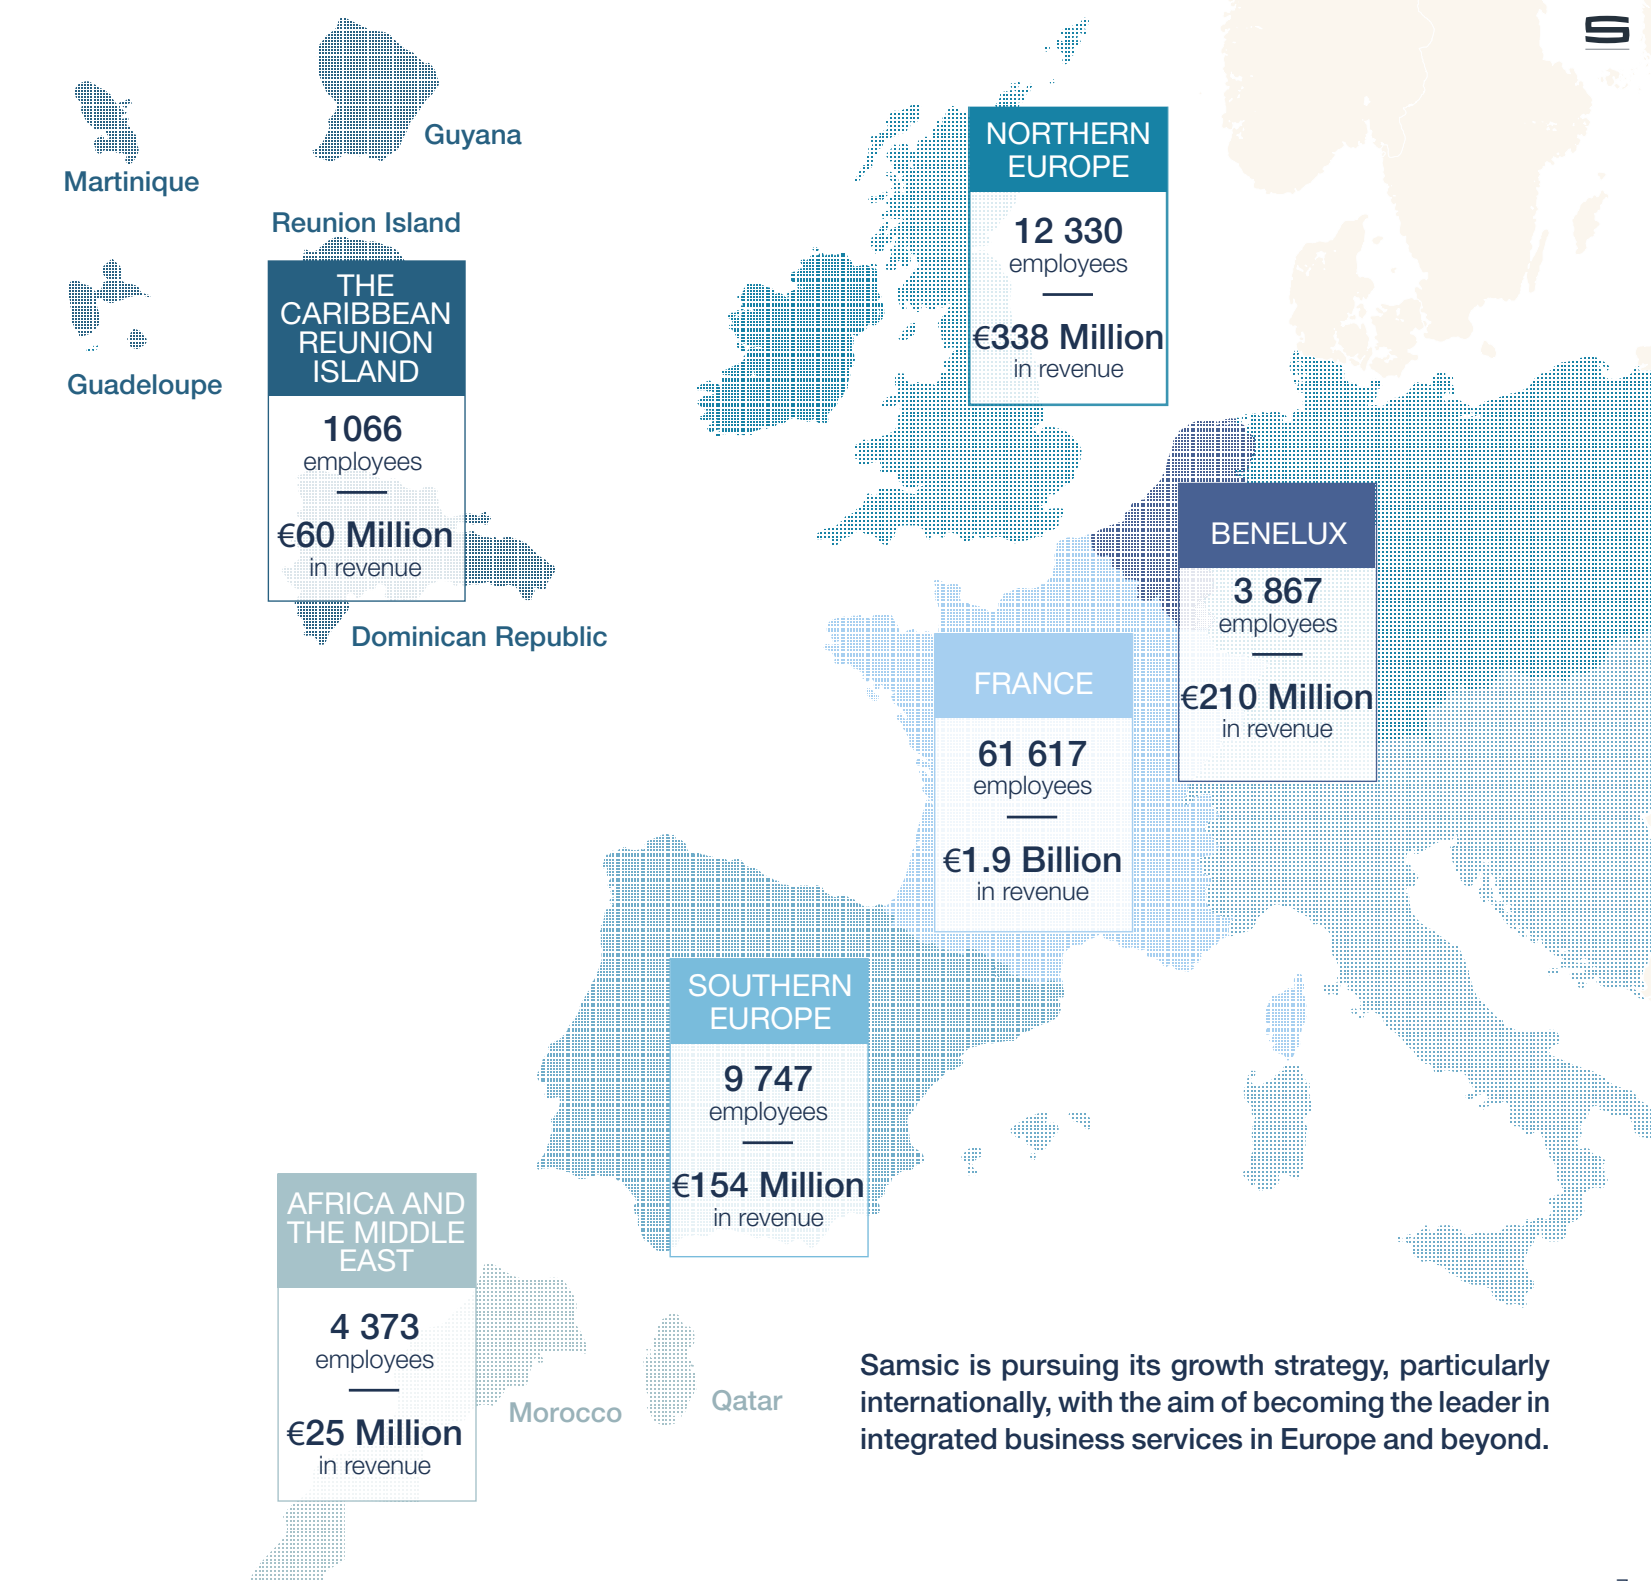 Guyana
Martinique
Reunion Island
Guadeloupe
THE
CARIBBEAN
REUNION
ISLAND
1066
employees
€60 Million
in revenue
Dominican Republic
NORTHERN
EUROPE
12 330
employees
€338 Million
in revenue
BENELUX
3 867
employees
€210 Million
in revenue
FRANCE
61 617
employees
€1.9 Billion
in revenue
SOUTHERN
EUROPE
9 747
employees
€154 Million
in revenue
AFRICA AND
THE MIDDLE
EAST
4 373
employees
€25 Million
in revenue
Morocco
Qatar
Samsic is pursuing its growth strategy, particularly
internationally, with the aim of becoming the leader in
integrated business services in Europe and beyond.